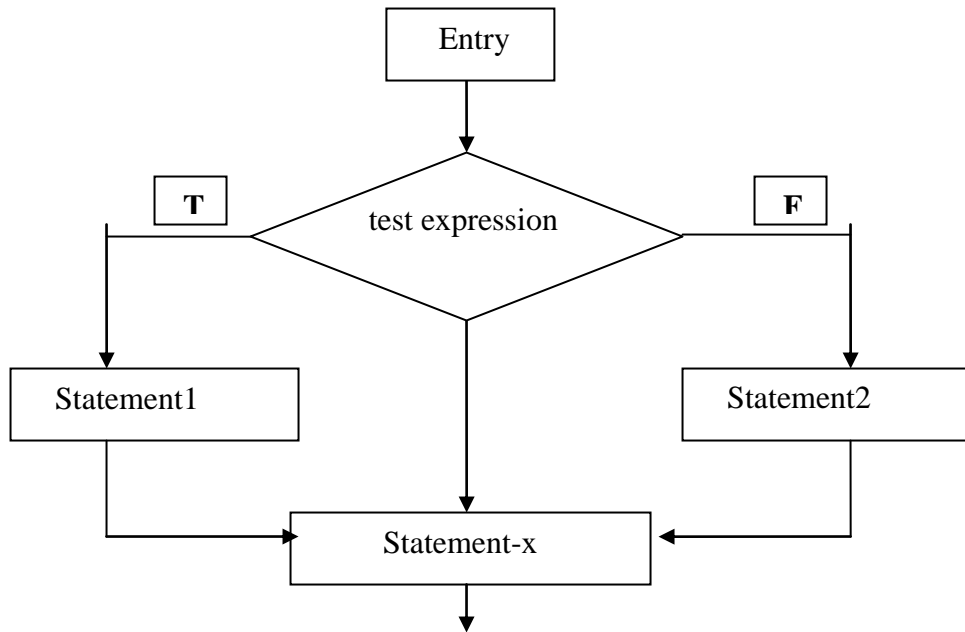 Entry
T
F
test expression
Statement1
Statement2
Statement-x